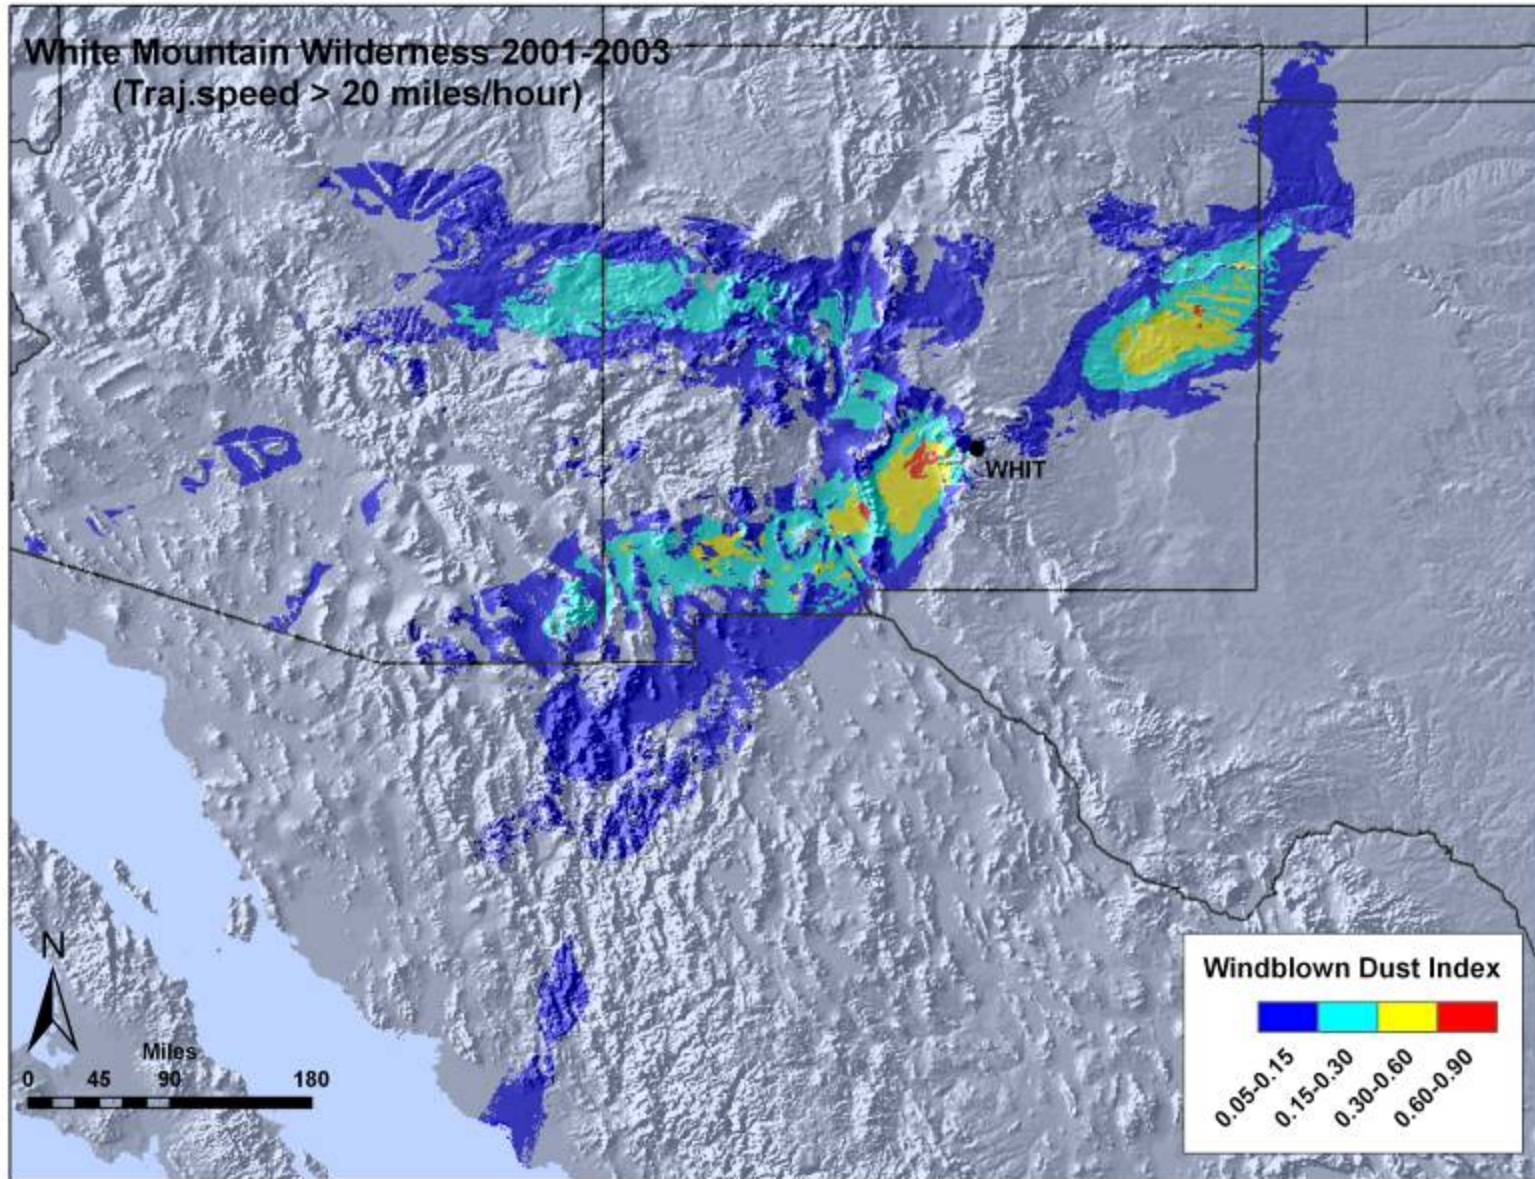 White Mountain Wilderness 2001-2003
(Traj.speed > 20 miles/hour)
WHIT
N
Miles
0 45 90 180
Windblown Dust Index
0.05-0.15 0.15-0.30 0.30-0.60 0.60-0.90